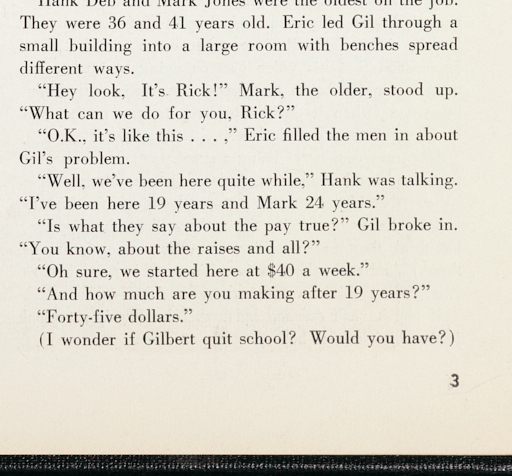 Hank Deb and Mark Jones were the oldest on the job.
They were 36 and 41 years old. Eric led Gil through a
small building into a large room with benches spread
different ways.
“Hey look, It’s Rick!” Mark, the older, stood up.
“What can we do for you, Rick?”
“O.K., it’s like this . . . ,” Eric filled the men in about
Gil’s problem.
“Well, we’ve been here quite while,” Hank was talking.
“I’ve been here 19 years and Mark 24 years.”
“Is what they say about the pay true?” Gil broke in.
“You know, about the raises and all?”
“Oh sure, we started here at $40 a week.”
“And how much are you making after 19 years?”
“Forty-five dollars.”
(I wonder if Gilbert quit school? Would you have?)
3